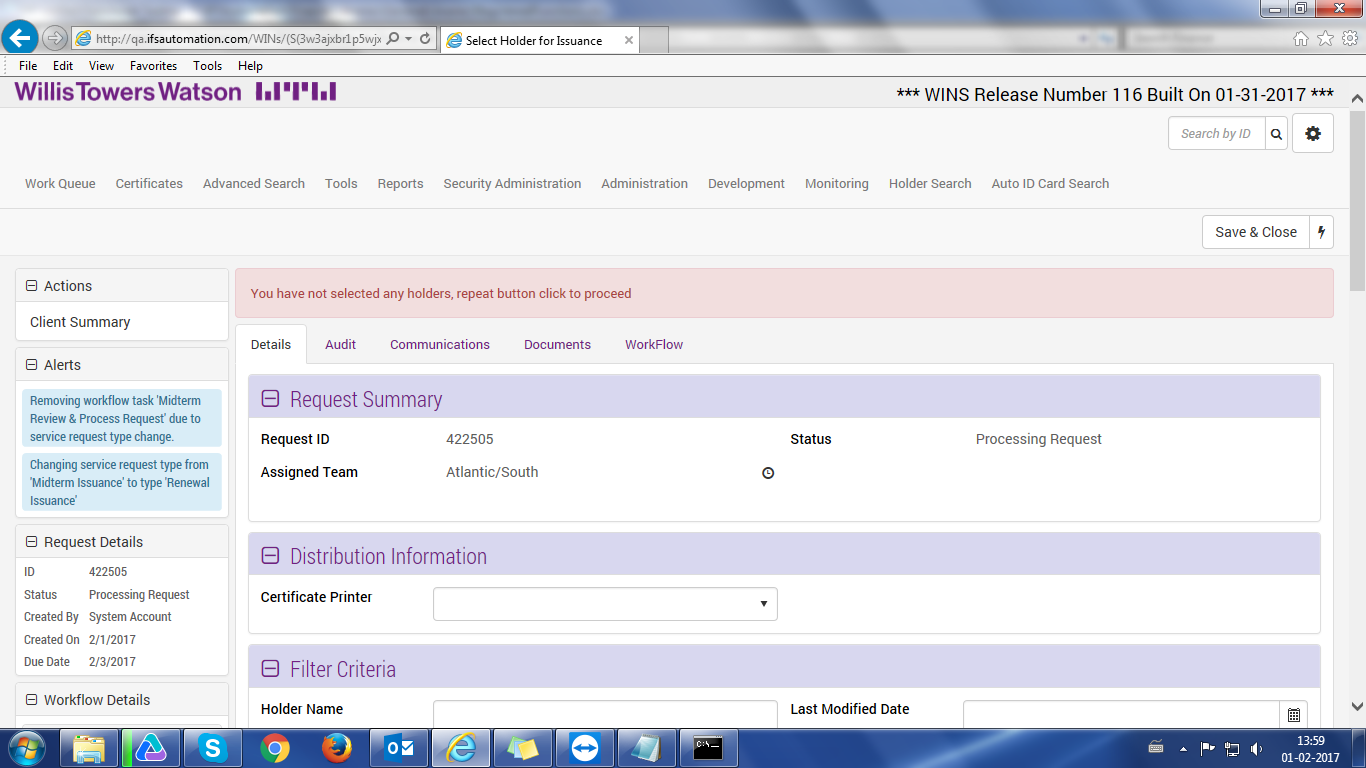 http://qa.ifsautomation.com/WINs/(S(3w3ajxbr1p5wjx
Select Holder for Issuance
File Edit View Favorites Tools Help
WillisTowersWatson
*** WINS Release Number 116 Built On 01-31-2017 ***
Search by ID
Work Queue Certificates Advanced Search Tools Reports Security Administration Administration Development Monitoring Holder Search Auto ID Card Search
Save & Close
Actions
Client Summary
Alerts
Removing workflow task 'Midterm
Review & Process Request' due to
service request type change.
Changing service request type from
'Midterm Issuance' to type 'Renewal
Issuance'
Request Details
ID 422505
Status Processing Request
Created By System Account
Created On 2/1/2017
Due Date 2/3/2017
Workflow Details
You have not selected any holders, repeat button click to proceed
Details Audit Communications Documents WorkFlow
Request Summary
Request ID 422505 Status Processing Request
Assigned Team Atlantic/South
Distribution Information
Certificate Printer
Filter Criteria
Holder Name Last Modified Date
13:59
01-02-2017